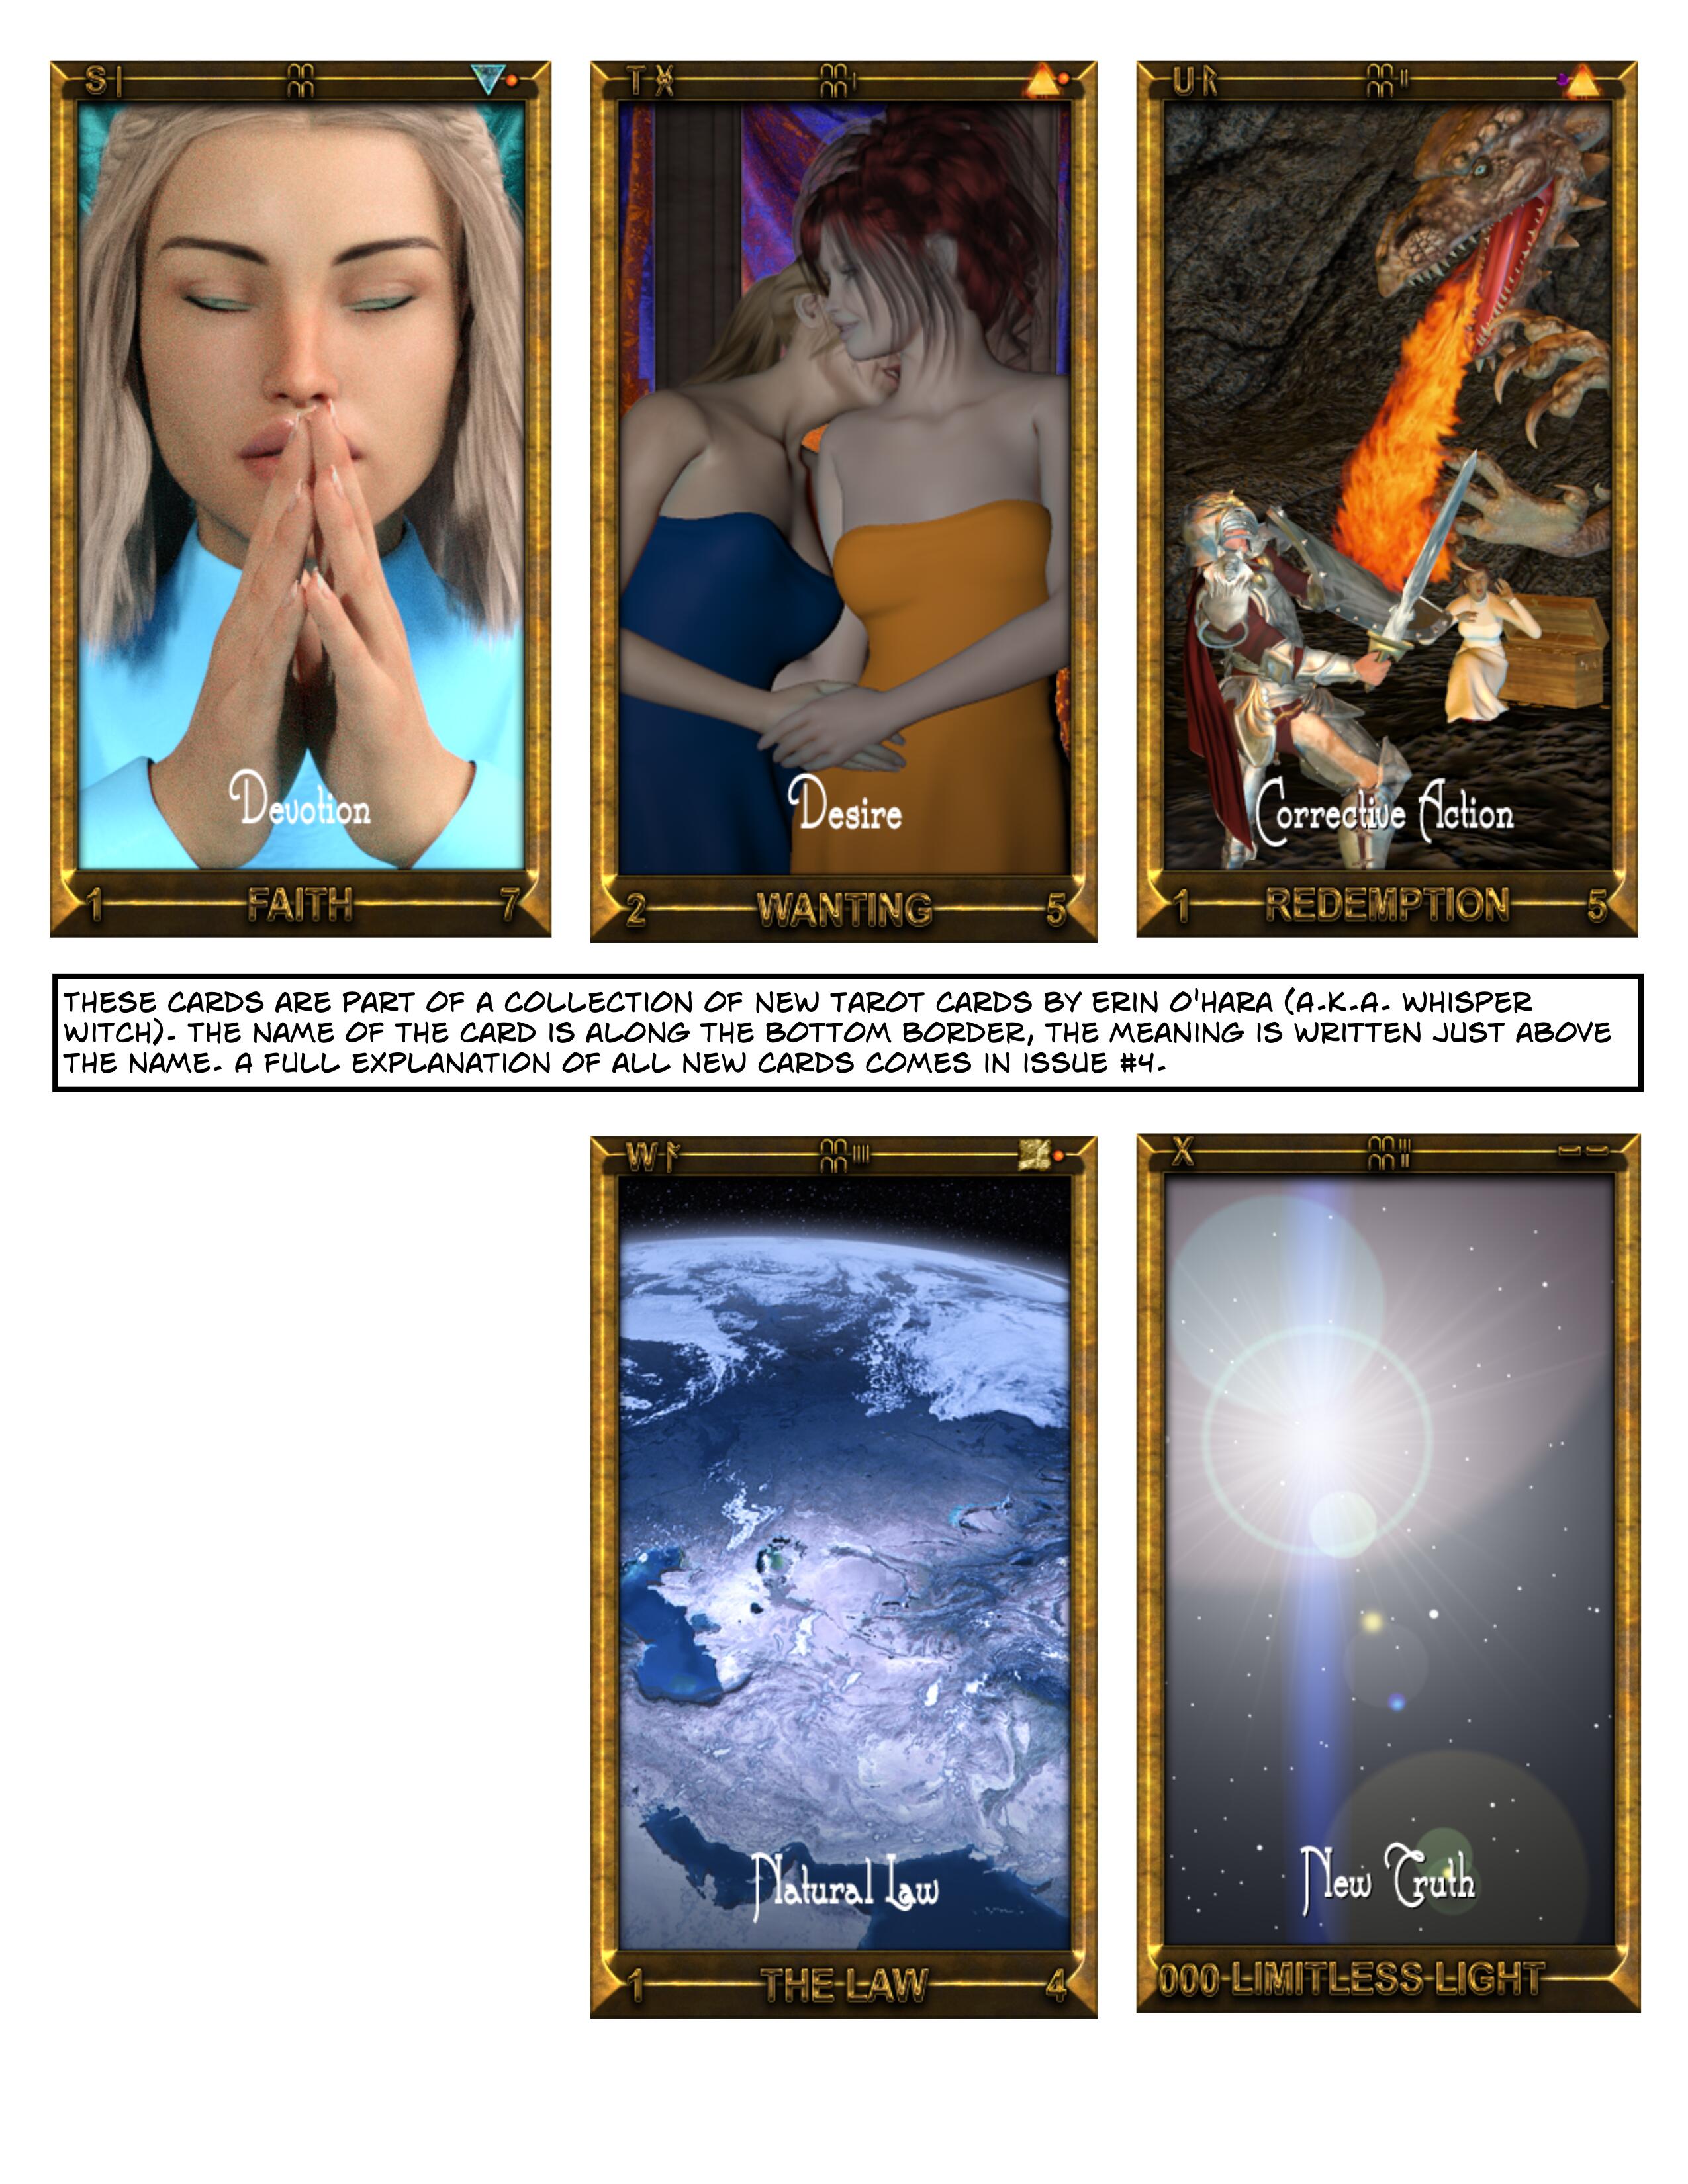 S
Devotion
1 FAITH 7
T
Desire
2 WANTING 5
U
Corrective Action
1 REDEMPTION 5
THESE CARDS ARE PART OF A COLLECTION OF NEW TAROT CARDS BY ERIN O'HARA (A.K.A. WHISPER
WITCH). THE NAME OF THE CARD IS ALONG THE BOTTOM BORDER, THE MEANING IS WRITTEN JUST ABOVE
THE NAME. A FULL EXPLANATION OF ALL NEW CARDS COMES IN ISSUE #4.
W
Natural Law
1 THE LAW 4
X
New Truth
000 LIMITLESS LIGHT